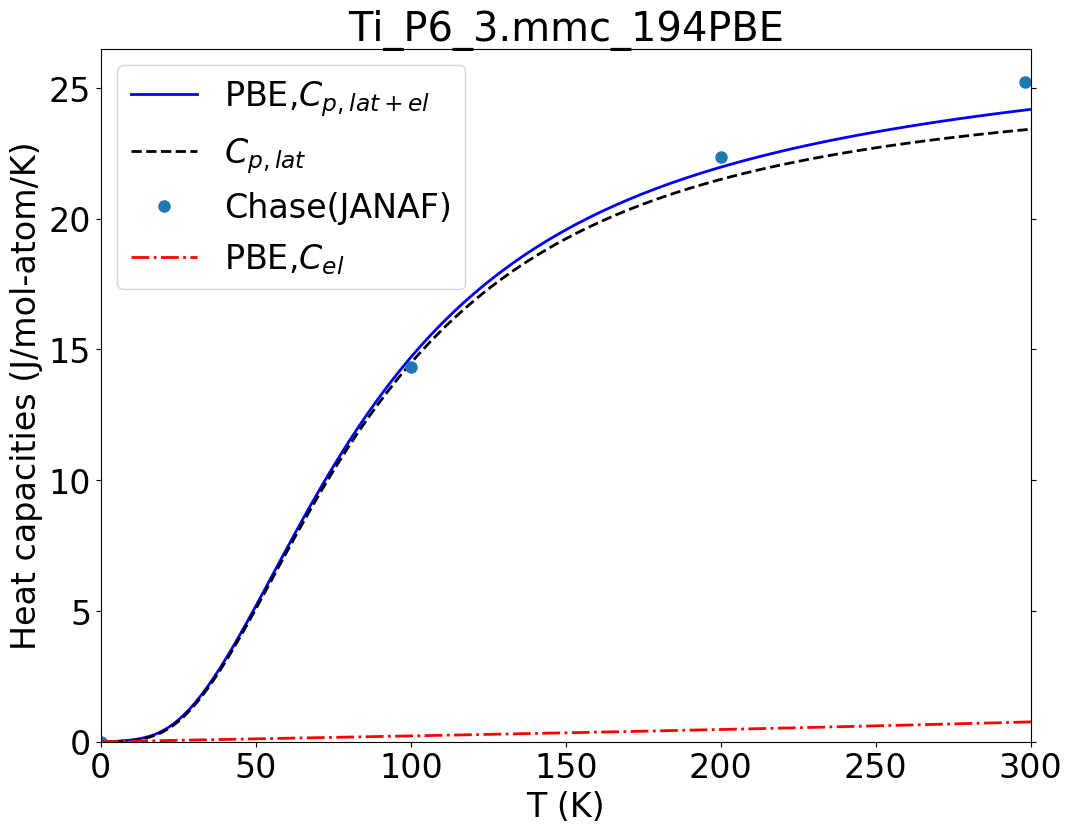 Ti_P6_3.mmc_194PBE
Heat capacities (J/mol-atom/K)
25
20
15
10
5
0
PBE,C_{p,lat+el}
C_{p,lat}
Chase(JANAF)
PBE,C_{el}
0 50 100 150 200 250 300
T (K)